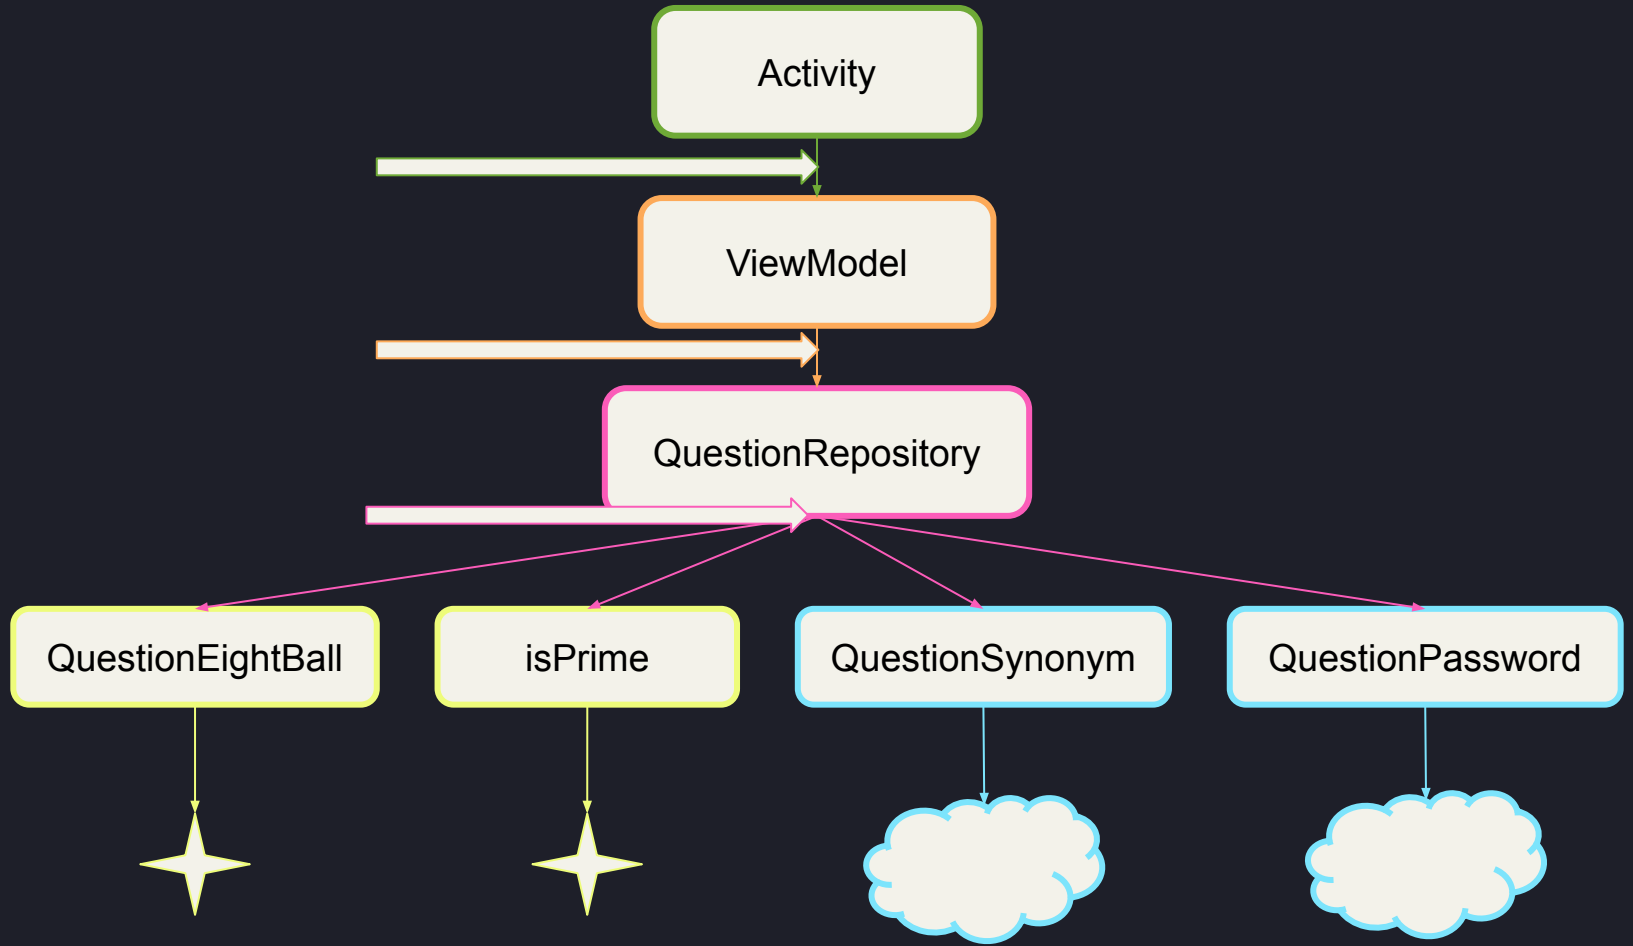 Activity
ViewModel
QuestionRepository
QuestionEightBall
isPrime
QuestionSynonym
QuestionPassword